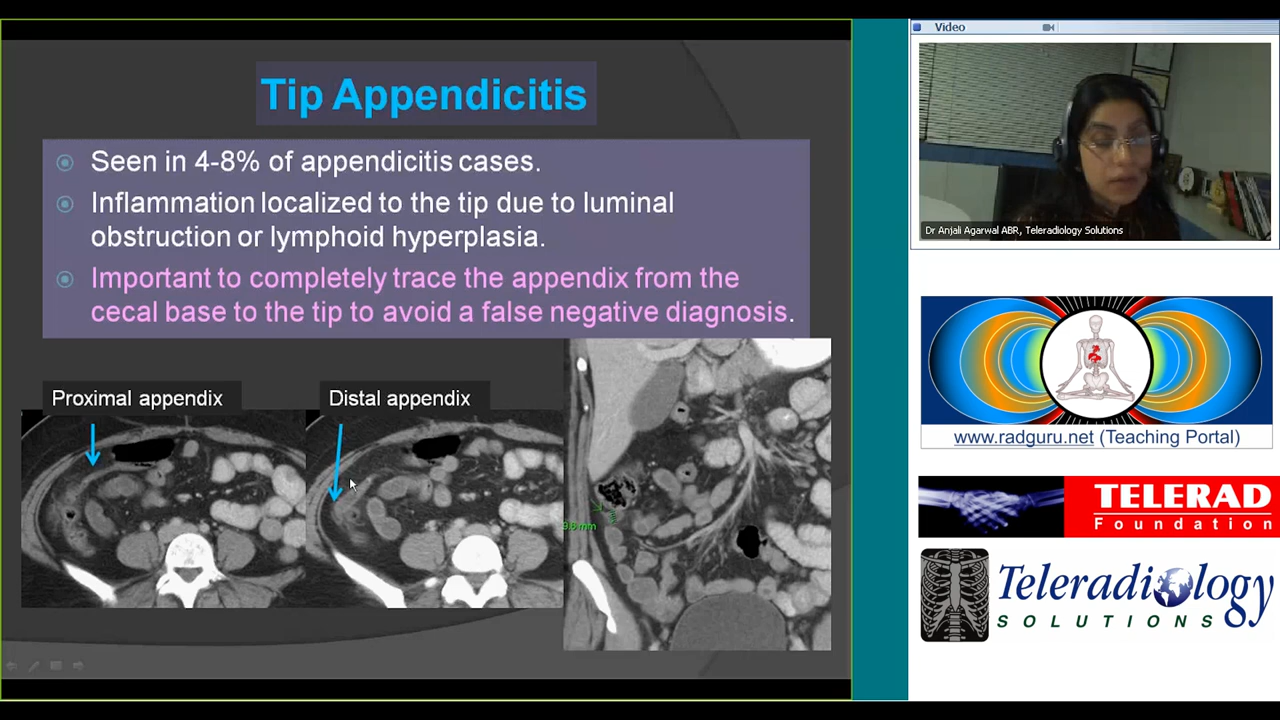 Tip Appendicitis
Seen in 4-8% of appendicitis cases.
Inflammation localized to the tip due to luminal
obstruction or lymphoid hyperplasia.
Important to completely trace the appendix from the
cecal base to the tip to avoid a false negative diagnosis.
Proximal appendix
Distal appendix
9.6 mm
Video
Dr Anjali Agarwal ABR, Teleradiology Solutions
www.radguru.net (Teaching Portal)
TELERAD
Foundation
Teleradiology
SOLUTIONS